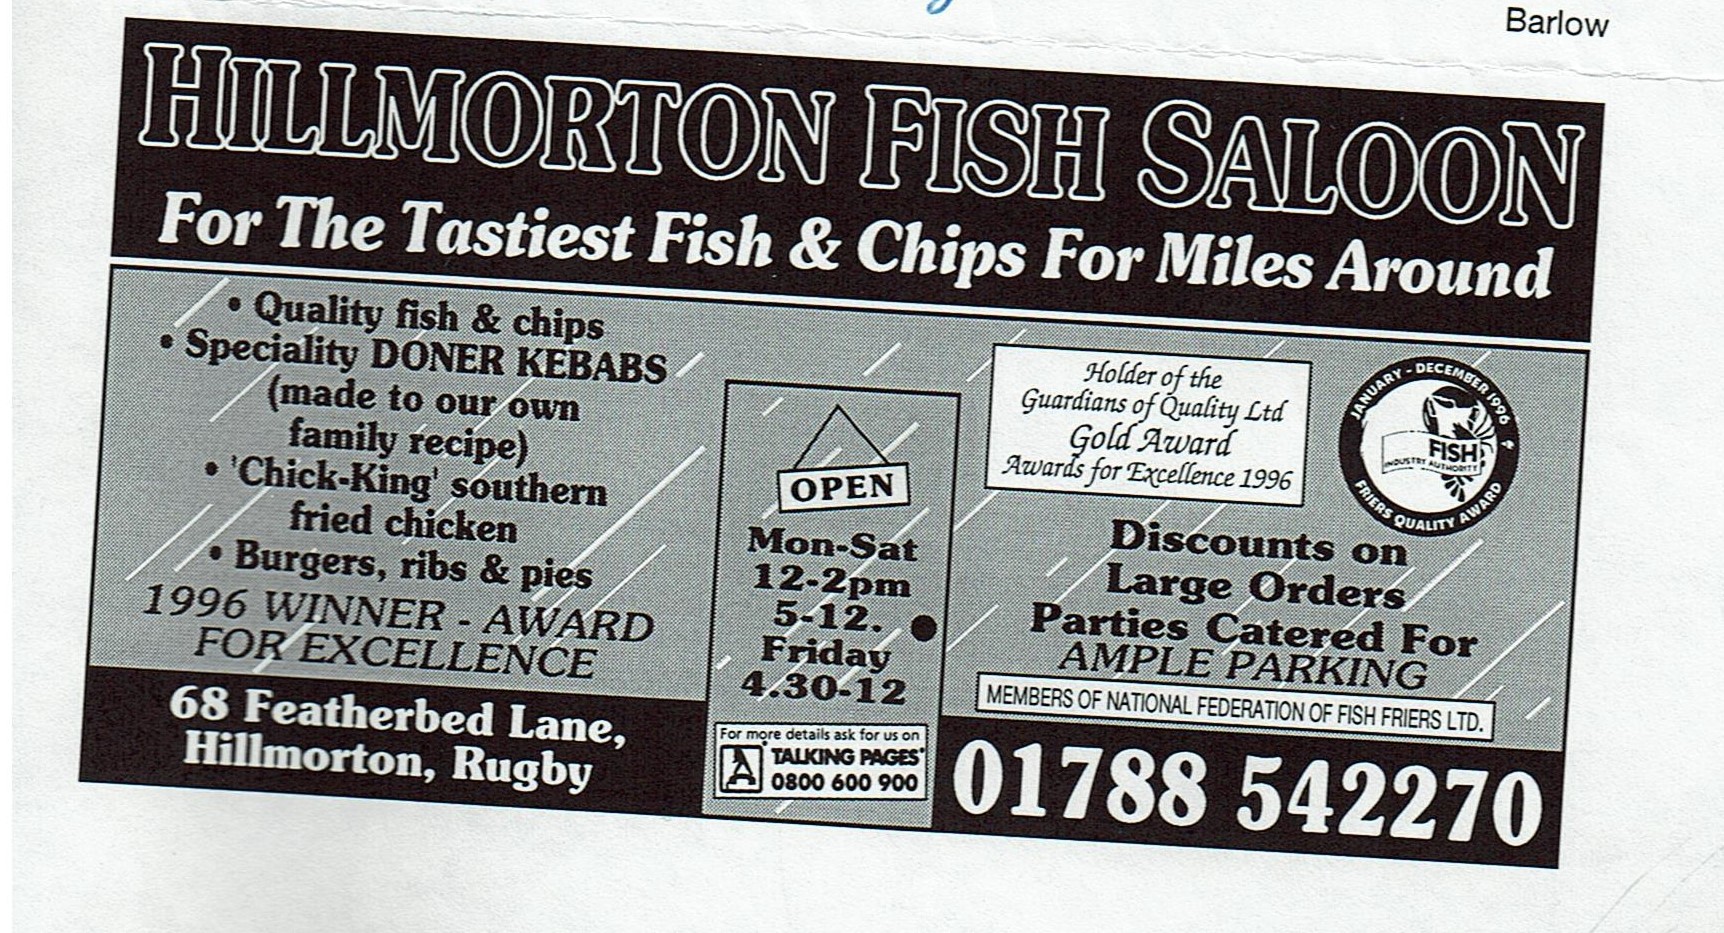 Barlow
HILLMORTON FISH SALOON
For The Tastiest Fish & Chips For Miles Around
• Quality fish & chips
• Speciality DONER KEBABS
(made to our own
family recipe)
• 'Chick-King' southern
fried chicken
• Burgers, ribs & pies
1996 WINNER - AWARD
FOR EXCELLENCE
68 Featherbed Lane,
Hillmorton, Rugby
OPEN
Mon-Sat
12-2pm
5-12.
Friday
4.30-12
For more details ask for us on
TALKING PAGES
0800 600 900
Holder of the
Guardians of Quality Ltd
Gold Award
Awards for Excellence 1996
JANUARY - DECEMBER 1996
FISH
INDUSTRY AUTHORITY
FRIERS QUALITY AWARD
Discounts on
Large Orders
Parties Catered For
AMPLE PARKING
MEMBERS OF NATIONAL FEDERATION OF FISH FRIERS LTD.
01788 542270